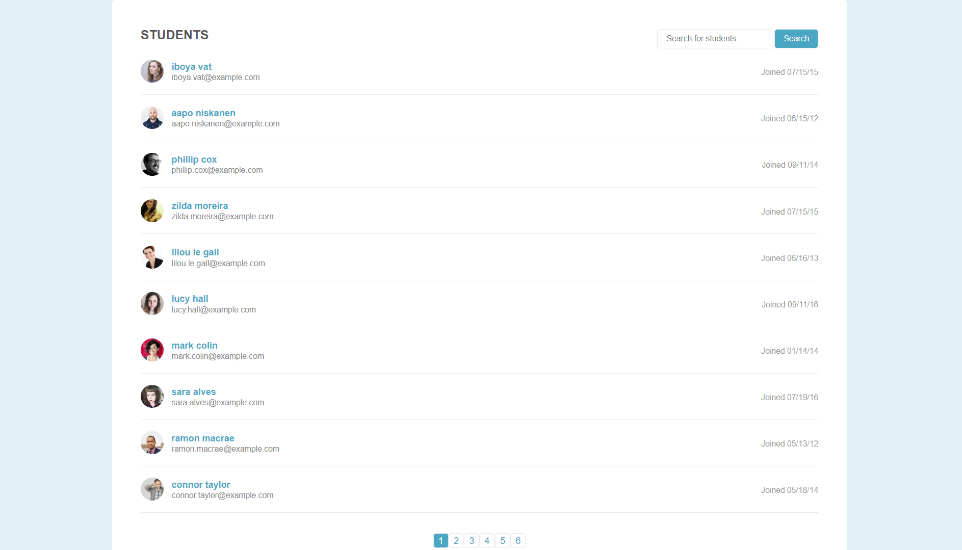 STUDENTS
Search for students
Search
iboya vat
iboya.vat@example.com
Joined 07/15/15
aapo niskanen
aapo.niskanen@example.com
Joined 06/15/12
phillip cox
phillip.cox@example.com
Joined 09/11/14
zilda moreira
zilda.moreira@example.com
Joined 07/15/15
lilou le gall
lilou.le gall@example.com
Joined 06/16/13
lucy hall
lucy.hall@example.com
Joined 09/11/16
mark colin
mark.colin@example.com
Joined 01/14/14
sara alves
sara.alves@example.com
Joined 07/19/16
ramon macrae
ramon.macrae@example.com
Joined 05/13/12
connor taylor
connor.taylor@example.com
Joined 05/18/14
1 2 3 4 5 6